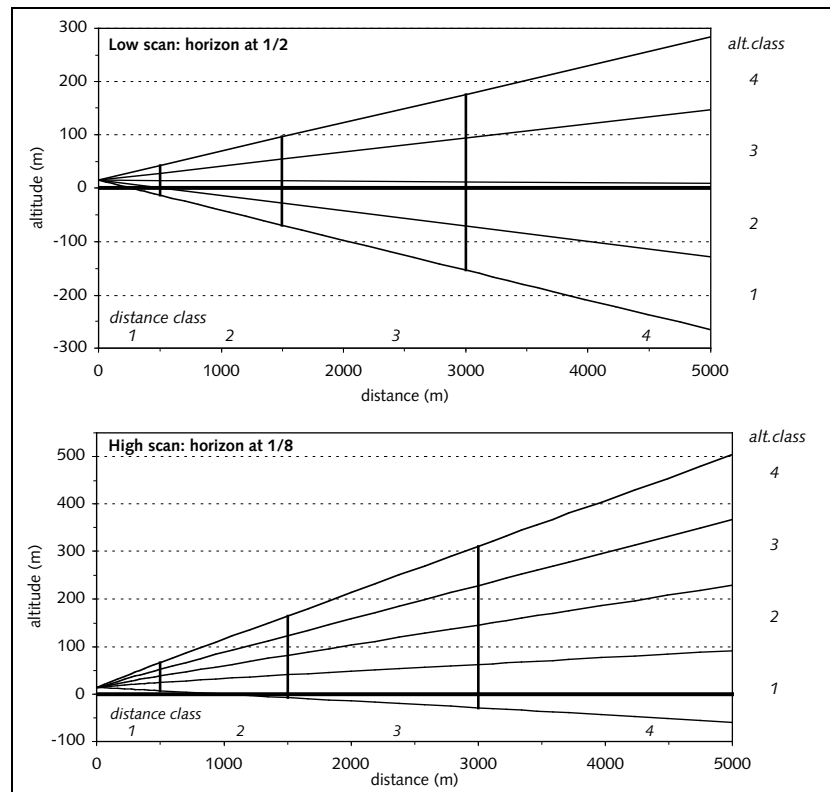 Low scan: horizon at 1/2
alt.class
300
200
100
0
-100
-200
-300
altitude (m)
4
3
2
1
distance class
1 2 3 4
0 1000 2000 3000 4000 5000
distance (m)
High scan: horizon at 1/8
alt.class
500
400
300
200
100
0
-100
altitude (m)
4
3
2
1
distance class
1 2 3 4
0 1000 2000 3000 4000 5000
distance (m)